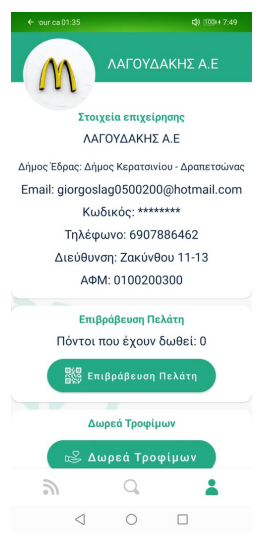 our ca 01:35
100 7:49
ΛΑΓΟΥΔΑΚΗΣ Α.Ε
Στοιχεία επιχείρησης
ΛΑΓΟΥΔΑΚΗΣ Α.Ε
Δήμος Έδρας: Δήμος Κερατσινίου - Δραπετσώνας
Email: giorgoslag0500200@hotmail.com
Κωδικός: ********
Τηλέφωνο: 6907886462
Διεύθυνση: Ζακύνθου 11-13
ΑΦΜ: 0100200300
Επιβράβευση Πελάτη
Πόντοι που έχουν δωθεί: 0
Επιβράβευση Πελάτη
Δωρεά Τροφίμων
Δωρεά Τροφίμων